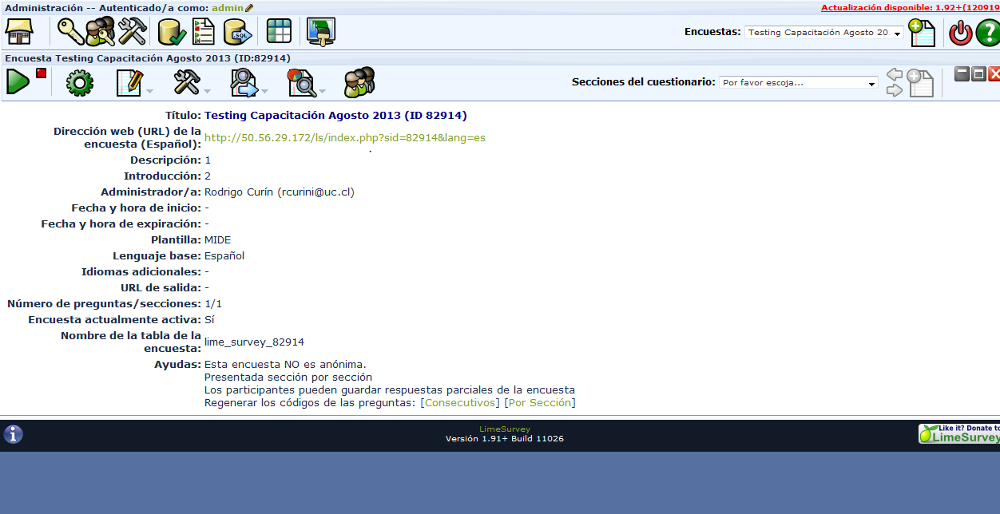 Administración -- Autenticado/a como: admin
Actualización disponible: 1.92+(120919
SQL
Encuestas: Testing Capacitación Agosto 20
?
Encuesta Testing Capacitación Agosto 2013 (ID:82914)
Secciones del cuestionario: Por favor escoja...
Título: Testing Capacitación Agosto 2013 (ID 82914)
Dirección web (URL) de la
encuesta (Español): http://50.56.29.172/ls/index.php?sid=82914&lang=es
Descripción: 1
Introducción: 2
Administrador/a: Rodrigo Curín (rcurini@uc.cl)
Fecha y hora de inicio: -
Fecha y hora de expiración: -
Plantilla: MIDE
Lenguaje base: Español
Idiomas adicionales: -
URL de salida: -
Número de preguntas/secciones: 1/1
Encuesta actualmente activa: Sí
Nombre de la tabla de la
encuesta: lime_survey_82914
Ayudas: Esta encuesta NO es anónima.
Presentada sección por sección
Los participantes pueden guardar respuestas parciales de la encuesta
Regenerar los códigos de las preguntas: [Consecutivos] [Por Sección]
i
LimeSurvey
Versión 1.91+ Build 11026
Like it? Donate to
LimeSurvey